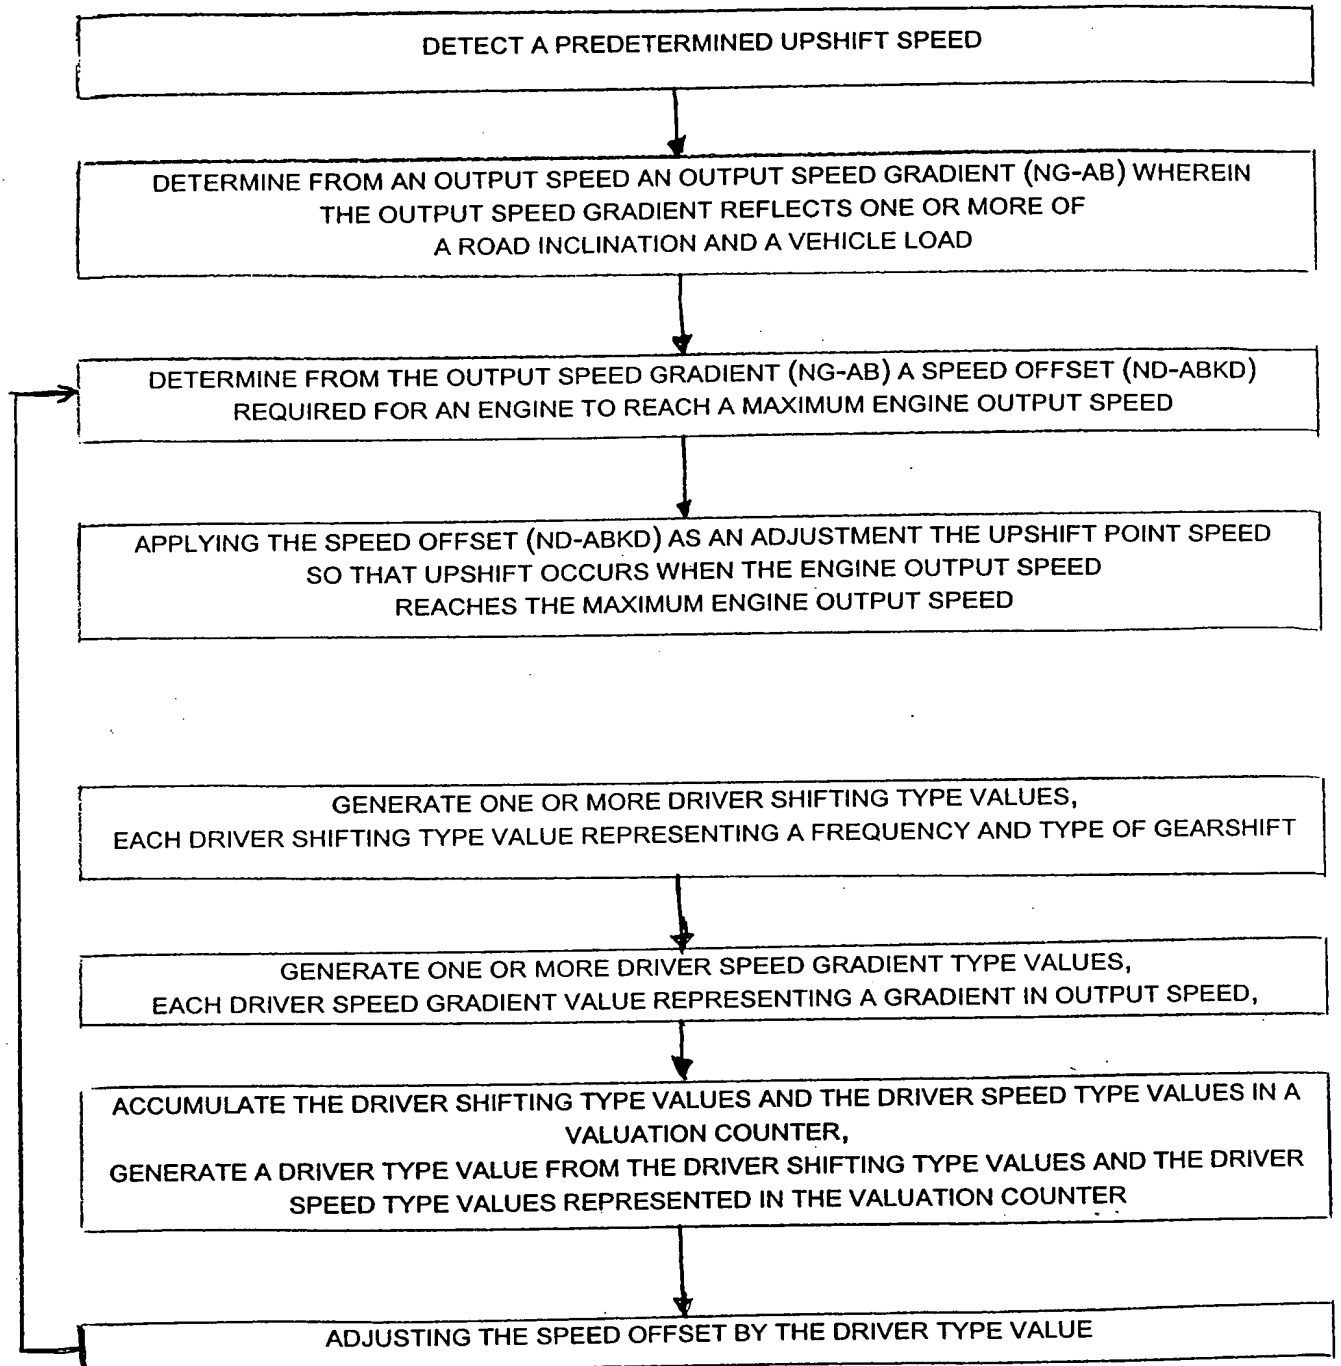 DETECT A PREDETERMINED UPSHIFT SPEED
DETERMINE FROM AN OUTPUT SPEED AN OUTPUT SPEED GRADIENT (NG-AB) WHEREIN
THE OUTPUT SPEED GRADIENT REFLECTS ONE OR MORE OF
A ROAD INCLINATION AND A VEHICLE LOAD
DETERMINE FROM THE OUTPUT SPEED GRADIENT (NG-AB) A SPEED OFFSET (ND-ABKD)
REQUIRED FOR AN ENGINE TO REACH A MAXIMUM ENGINE OUTPUT SPEED
APPLYING THE SPEED OFFSET (ND-ABKD) AS AN ADJUSTMENT THE UPSHIFT POINT SPEED
SO THAT UPSHIFT OCCURS WHEN THE ENGINE OUTPUT SPEED
REACHES THE MAXIMUM ENGINE OUTPUT SPEED
GENERATE ONE OR MORE DRIVER SHIFTING TYPE VALUES,
EACH DRIVER SHIFTING TYPE VALUE REPRESENTING A FREQUENCY AND TYPE OF GEARSHIFT
GENERATE ONE OR MORE DRIVER SPEED GRADIENT TYPE VALUES,
EACH DRIVER SPEED GRADIENT VALUE REPRESENTING A GRADIENT IN OUTPUT SPEED,
ACCUMULATE THE DRIVER SHIFTING TYPE VALUES AND THE DRIVER SPEED TYPE VALUES IN A
VALUATION COUNTER,
GENERATE A DRIVER TYPE VALUE FROM THE DRIVER SHIFTING TYPE VALUES AND THE DRIVER
SPEED TYPE VALUES REPRESENTED IN THE VALUATION COUNTER
ADJUSTING THE SPEED OFFSET BY THE DRIVER TYPE VALUE